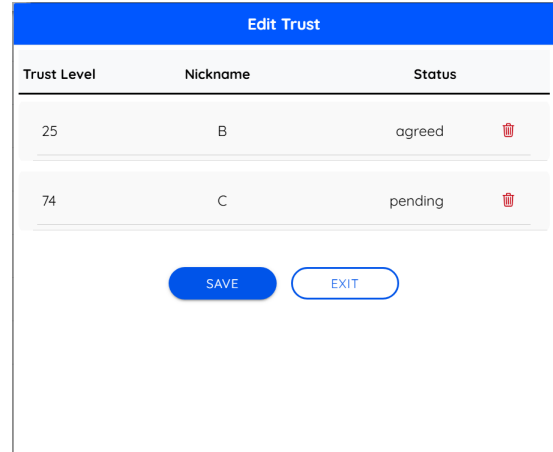 Edit Trust
Trust Level Nickname Status
25 B agreed
74 C pending
SAVE EXIT